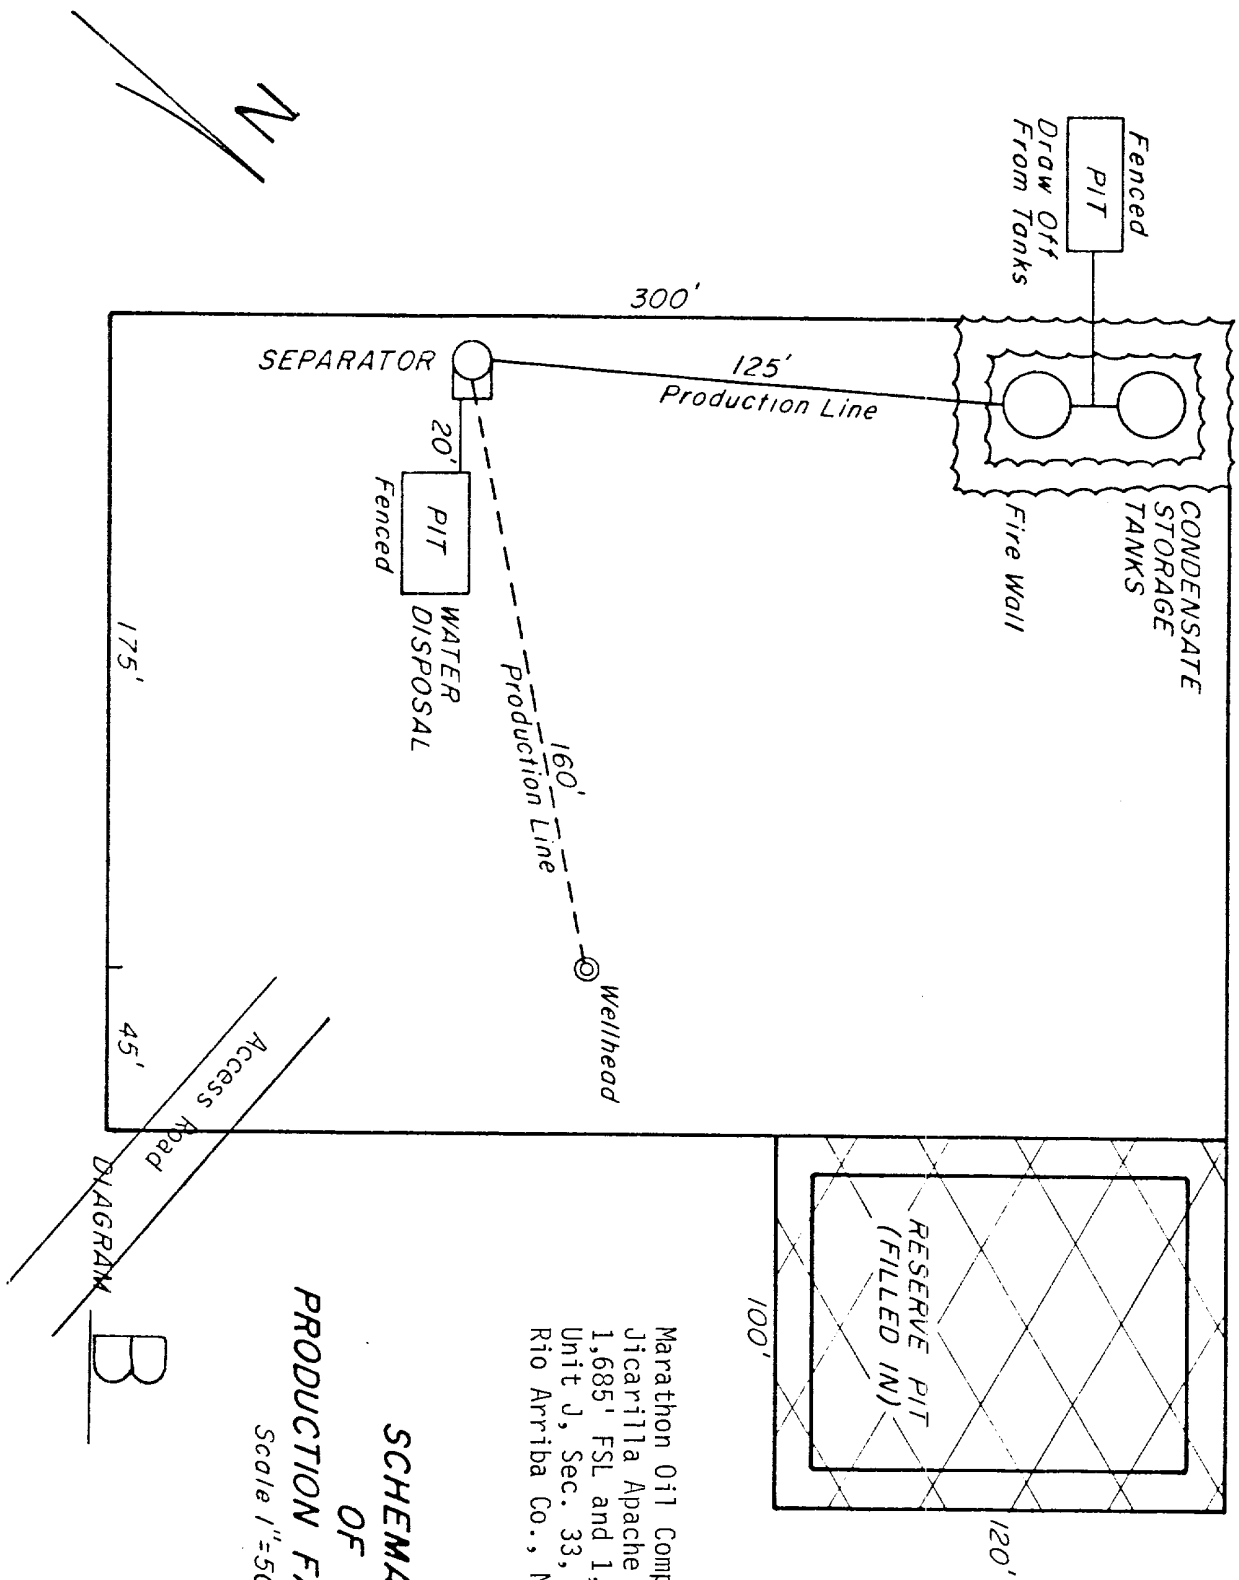 N
Fenced
PIT
Draw Off
From Tanks
300'
SEPARATOR
125'
Production Line
CONDENSATE
STORAGE
TANKS
Fire Wall
20'
PIT
Fenced
WATER
DISPOSAL
160'
Production Line
Wellhead
175'
45'
Access Road
RESERVE PIT
(FILLED IN)
100'
120'
Marathon Oil Comp
Jicarilla Apache
1,685' FSL and 1,
Unit J, Sec. 33,
Rio Arriba Co., N
SCHEMA
OF
PRODUCTION FA
Scale 1"=50
DIAGRAM B